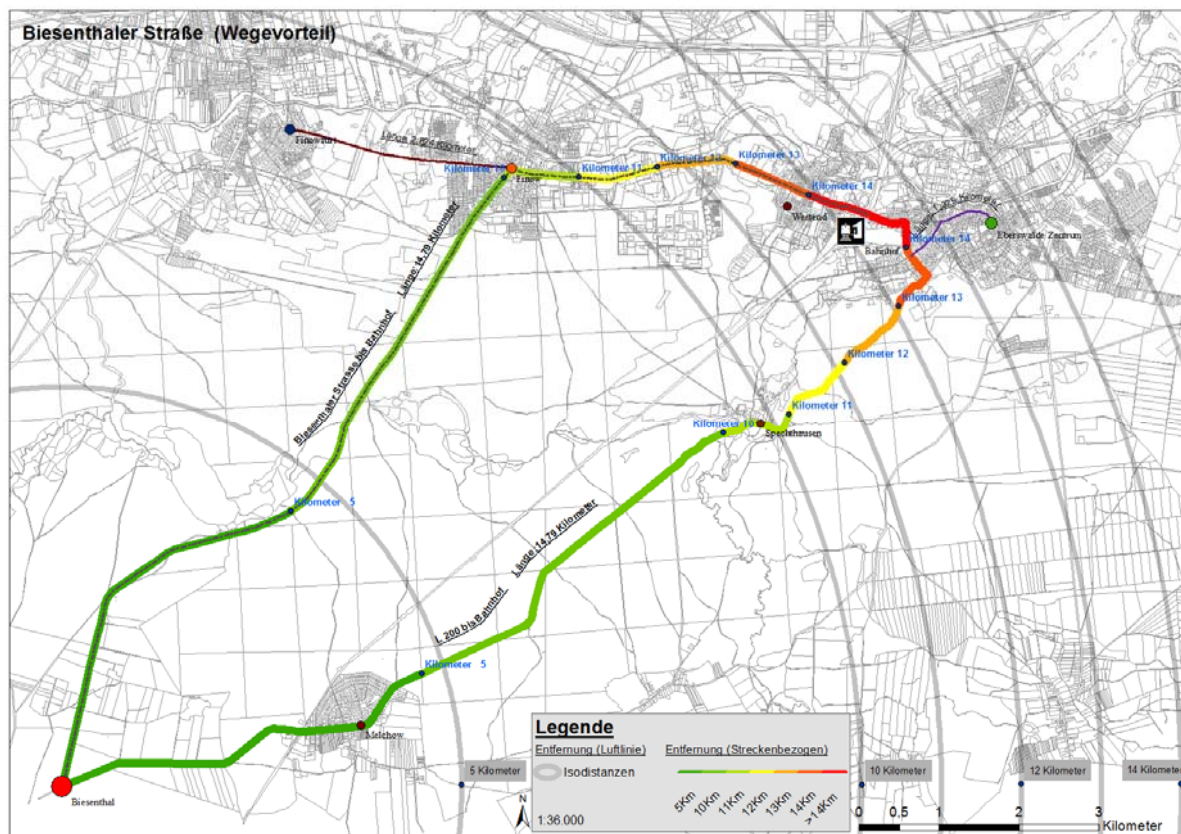 Biesenthaler Straße (Wegevorteil)
Finowfurt
Länge 2,824 Kilometer
Kilometer 10
Finow
Kilometer 11
Kilometer 12
Kilometer 13
Kilometer 14
Westend
Bahnhof
Kilometer 14
Eberswalde Zentrum
Kilometer 13
Kilometer 12
Kilometer 11
Kilometer 10
Spechthausen
Biesenthaler Strasse bis Bahnhof
Länge:14,79 Kilometer
Kilometer 5
L 200 bis Bahnhof
Länge:14,79 Kilometer
Kilometer 5
Melchow
Biesenthal
Legende
Entfernung (Luftlinie)
Entfernung (Streckenbezogen)
Isodistanzen
5Km
10Km
11Km
12Km
13Km
14Km
>14Km
1:36.000
N
5 Kilometer
10 Kilometer
12 Kilometer
14 Kilometer
0 0,5 1 2 3
Kilometer